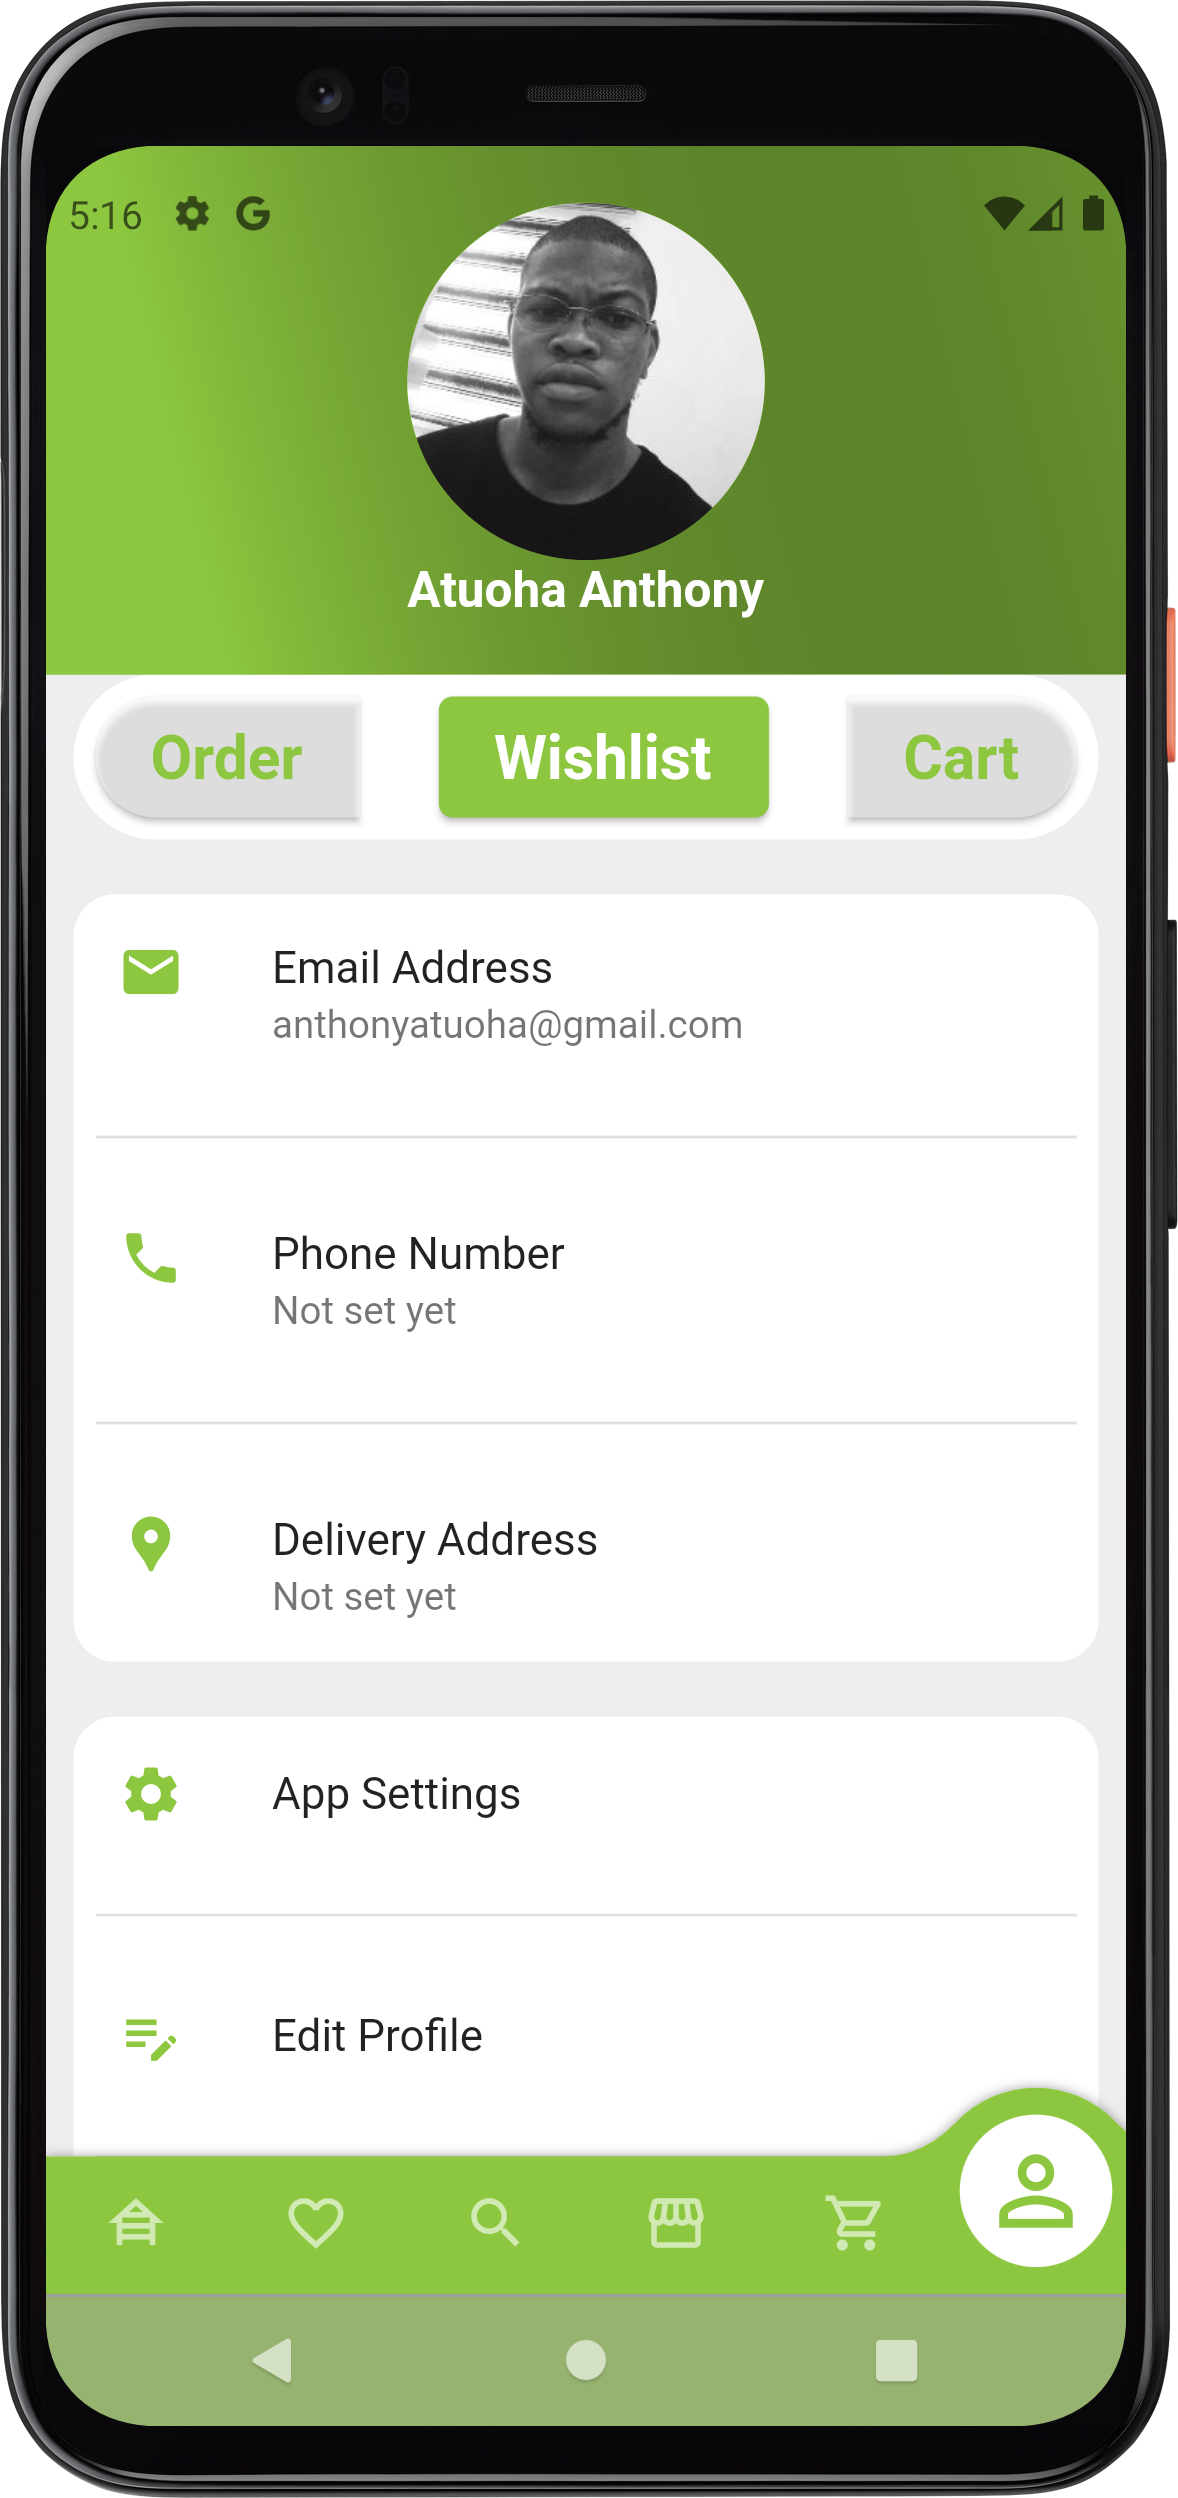 5:16
Atuoha Anthony
Order Wishlist Cart
Email Address
anthonyatuoha@gmail.com
Phone Number
Not set yet
Delivery Address
Not set yet
App Settings
Edit Profile